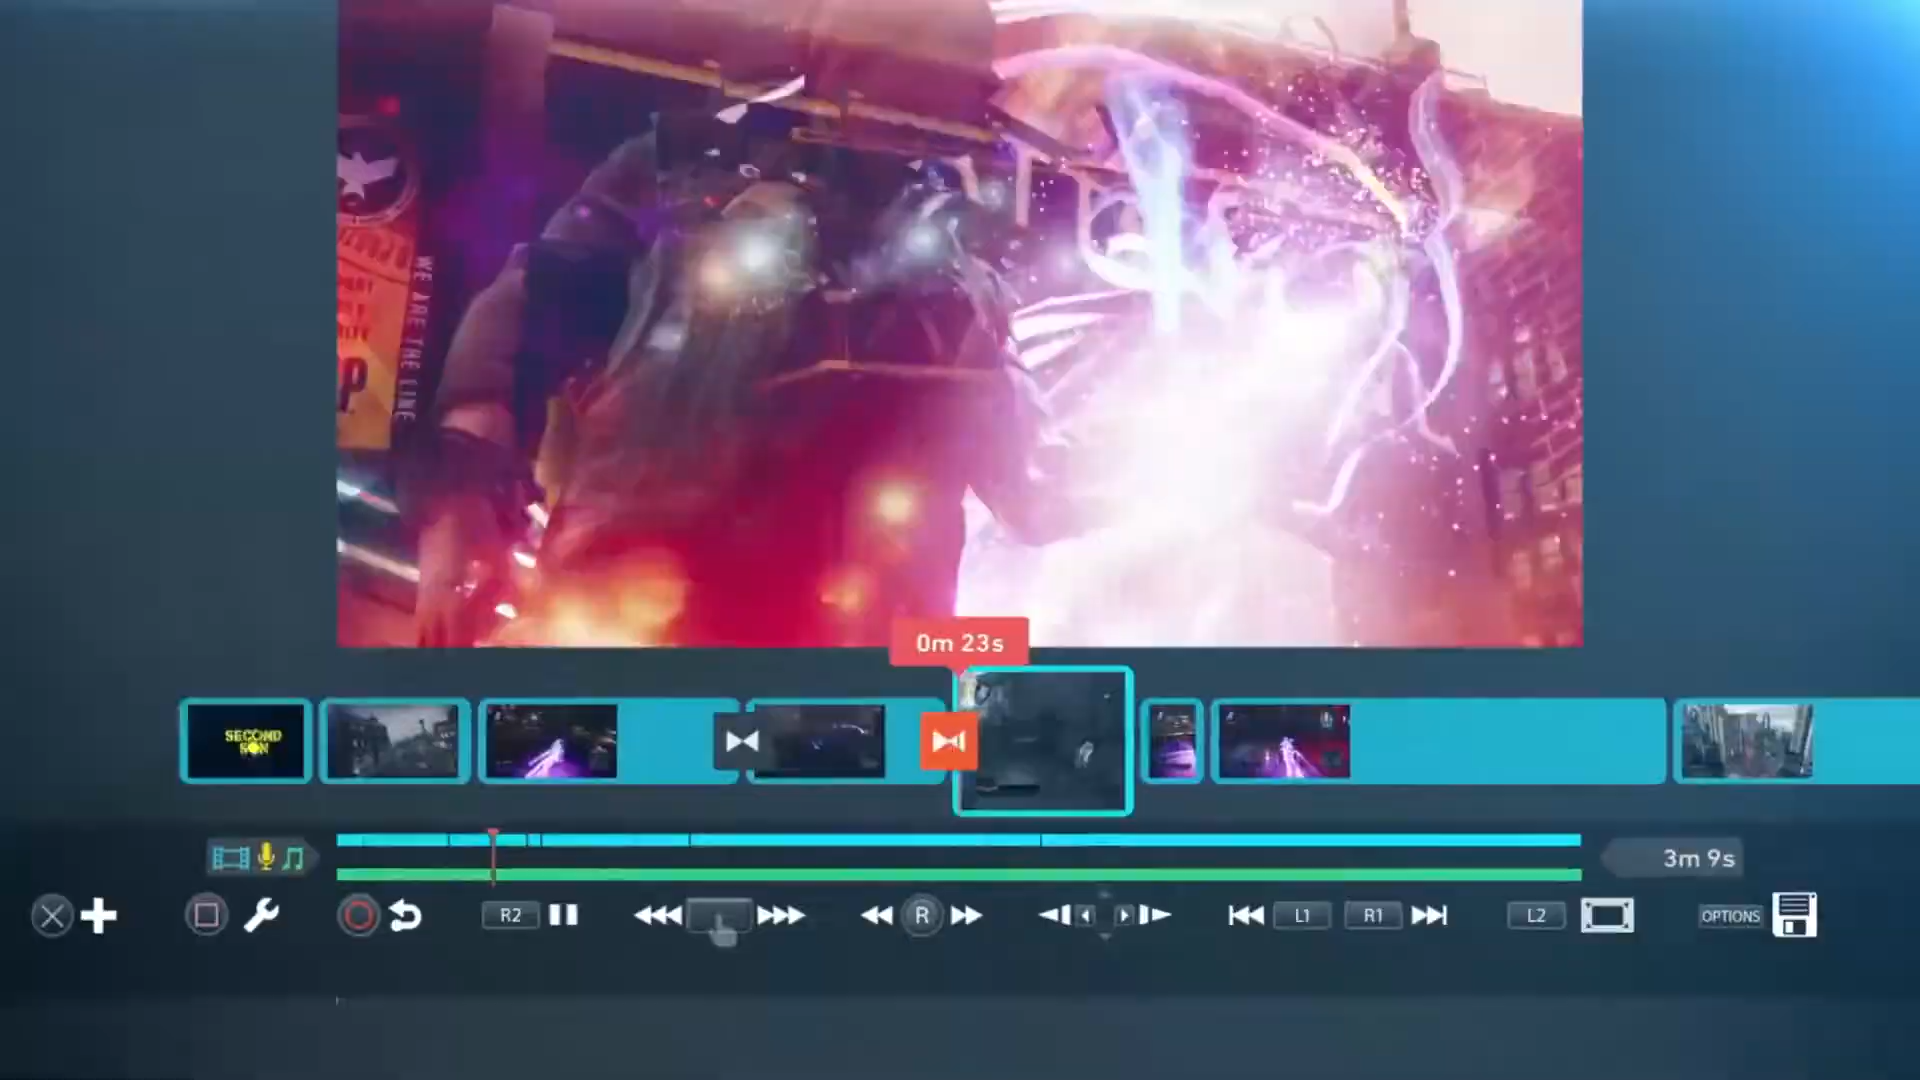 WE ARE THE LINE
P
0m 23s
SECOND
SON
3m 9s
R2
R
L1
R1
L2
OPTIONS